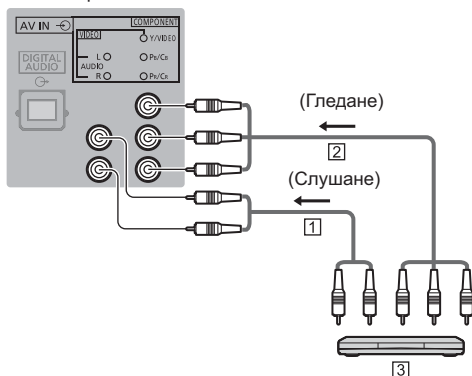 AV IN
COMPONENT
VIDEO
Y/VIDEO
DIGITAL
AUDIO
L
PB/CB
AUDIO
R
PR/CR
(Гледане)
2
(Слушане)
1
3